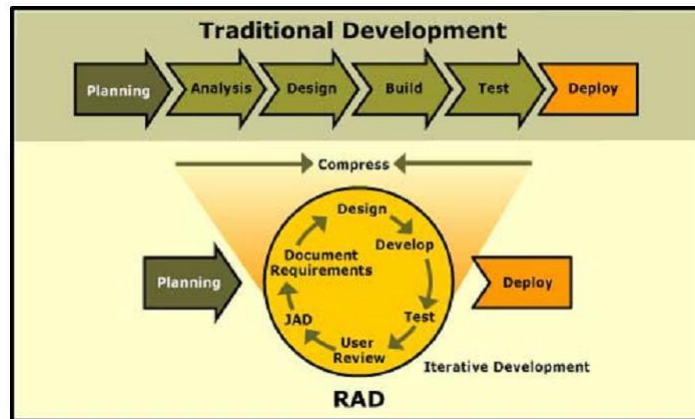 Traditional Development
Planning
Analysis
Design
Build
Test
Deploy
Compress
Design
Develop
Document
Requirements
Planning
Deploy
JAD
Test
User
Review
Iterative Development
RAD